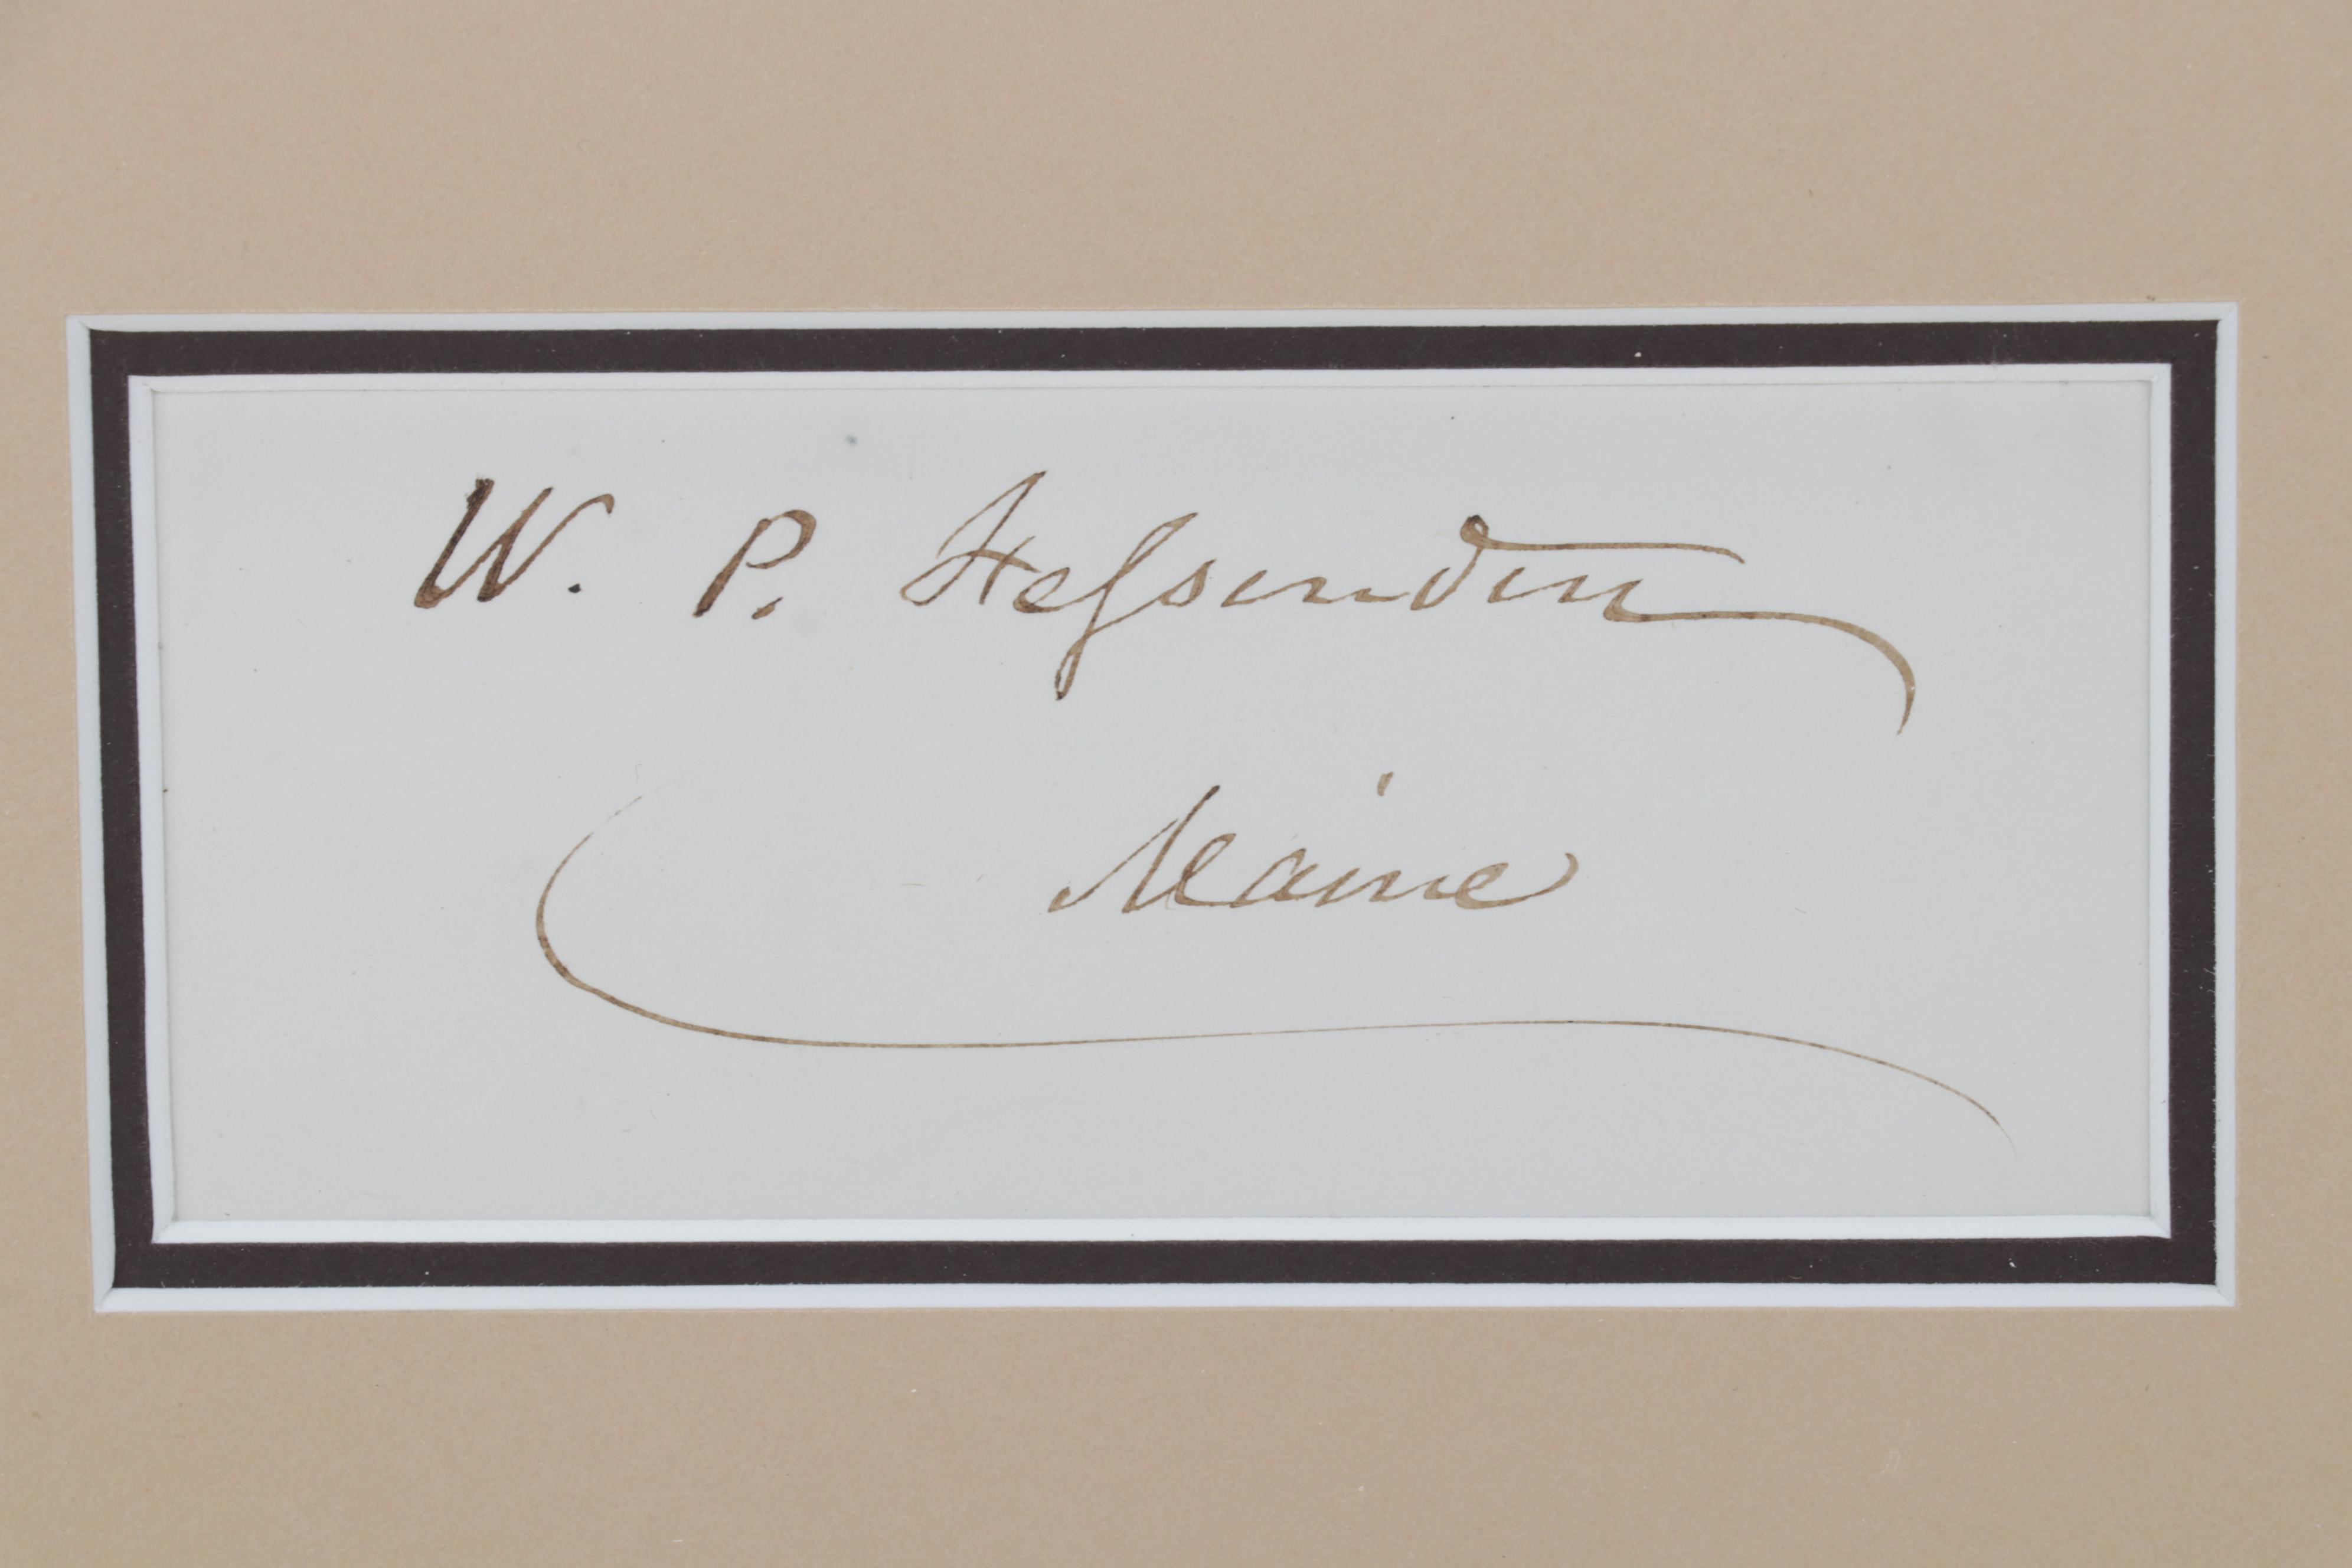 W. P. Fessenden
Maine